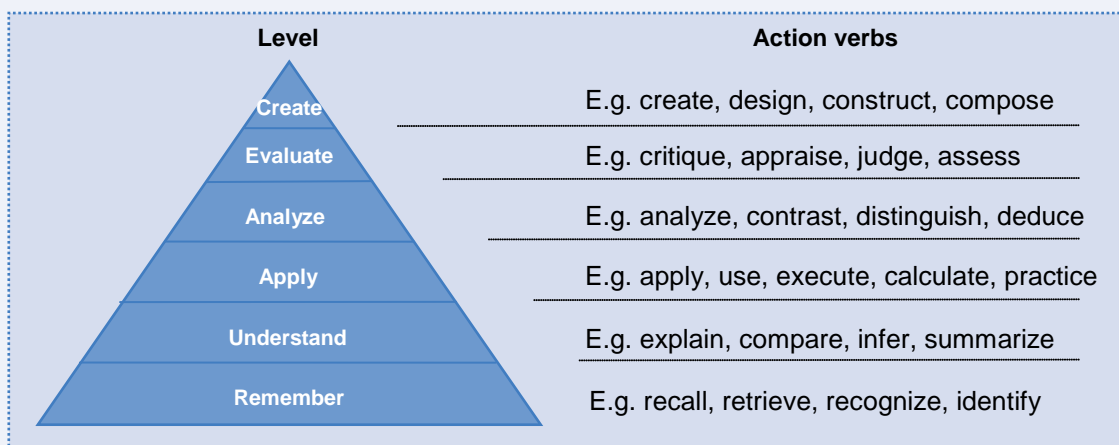 Level Action verbs
Create E.g. create, design, construct, compose
Evaluate E.g. critique, appraise, judge, assess
Analyze E.g. analyze, contrast, distinguish, deduce
Apply E.g. apply, use, execute, calculate, practice
Understand E.g. explain, compare, infer, summarize
Remember E.g. recall, retrieve, recognize, identify